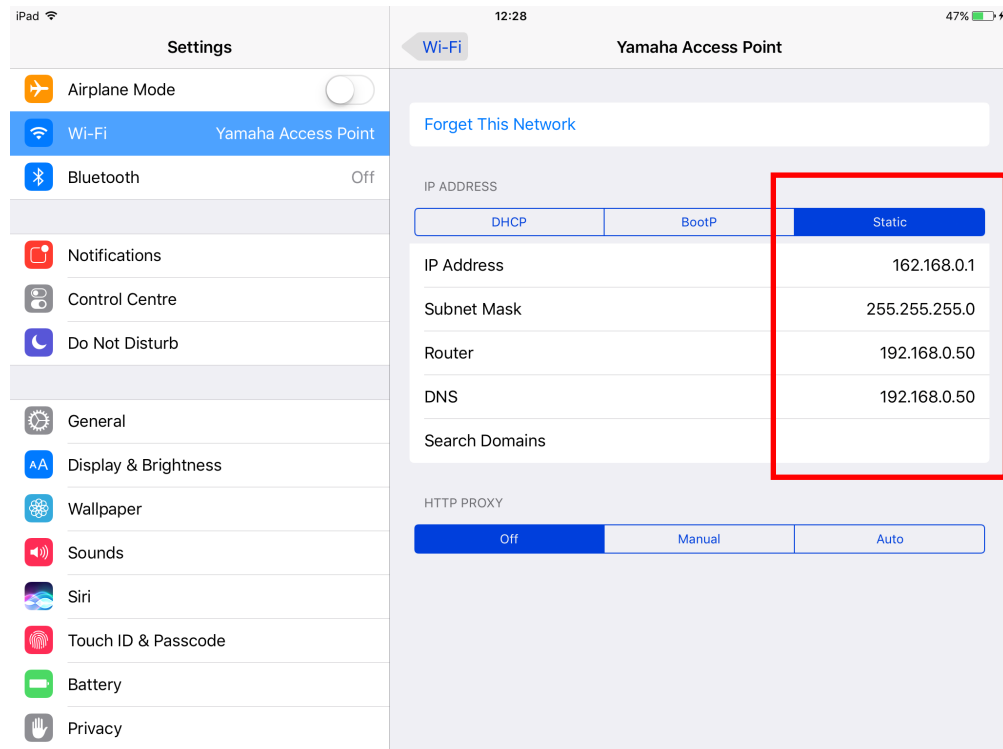 iPad 12:28 47%
Settings
Airplane Mode
Wi-Fi Yamaha Access Point
Bluetooth Off
Notifications
Control Centre
Do Not Disturb
General
AA Display & Brightness
Wallpaper
Sounds
Siri
Touch ID & Passcode
Battery
Privacy
Wi-Fi Yamaha Access Point
Forget This Network
IP ADDRESS
DHCP BootP Static
IP Address 162.168.0.1
Subnet Mask 255.255.255.0
Router 192.168.0.50
DNS 192.168.0.50
Search Domains
HTTP PROXY
Off Manual Auto